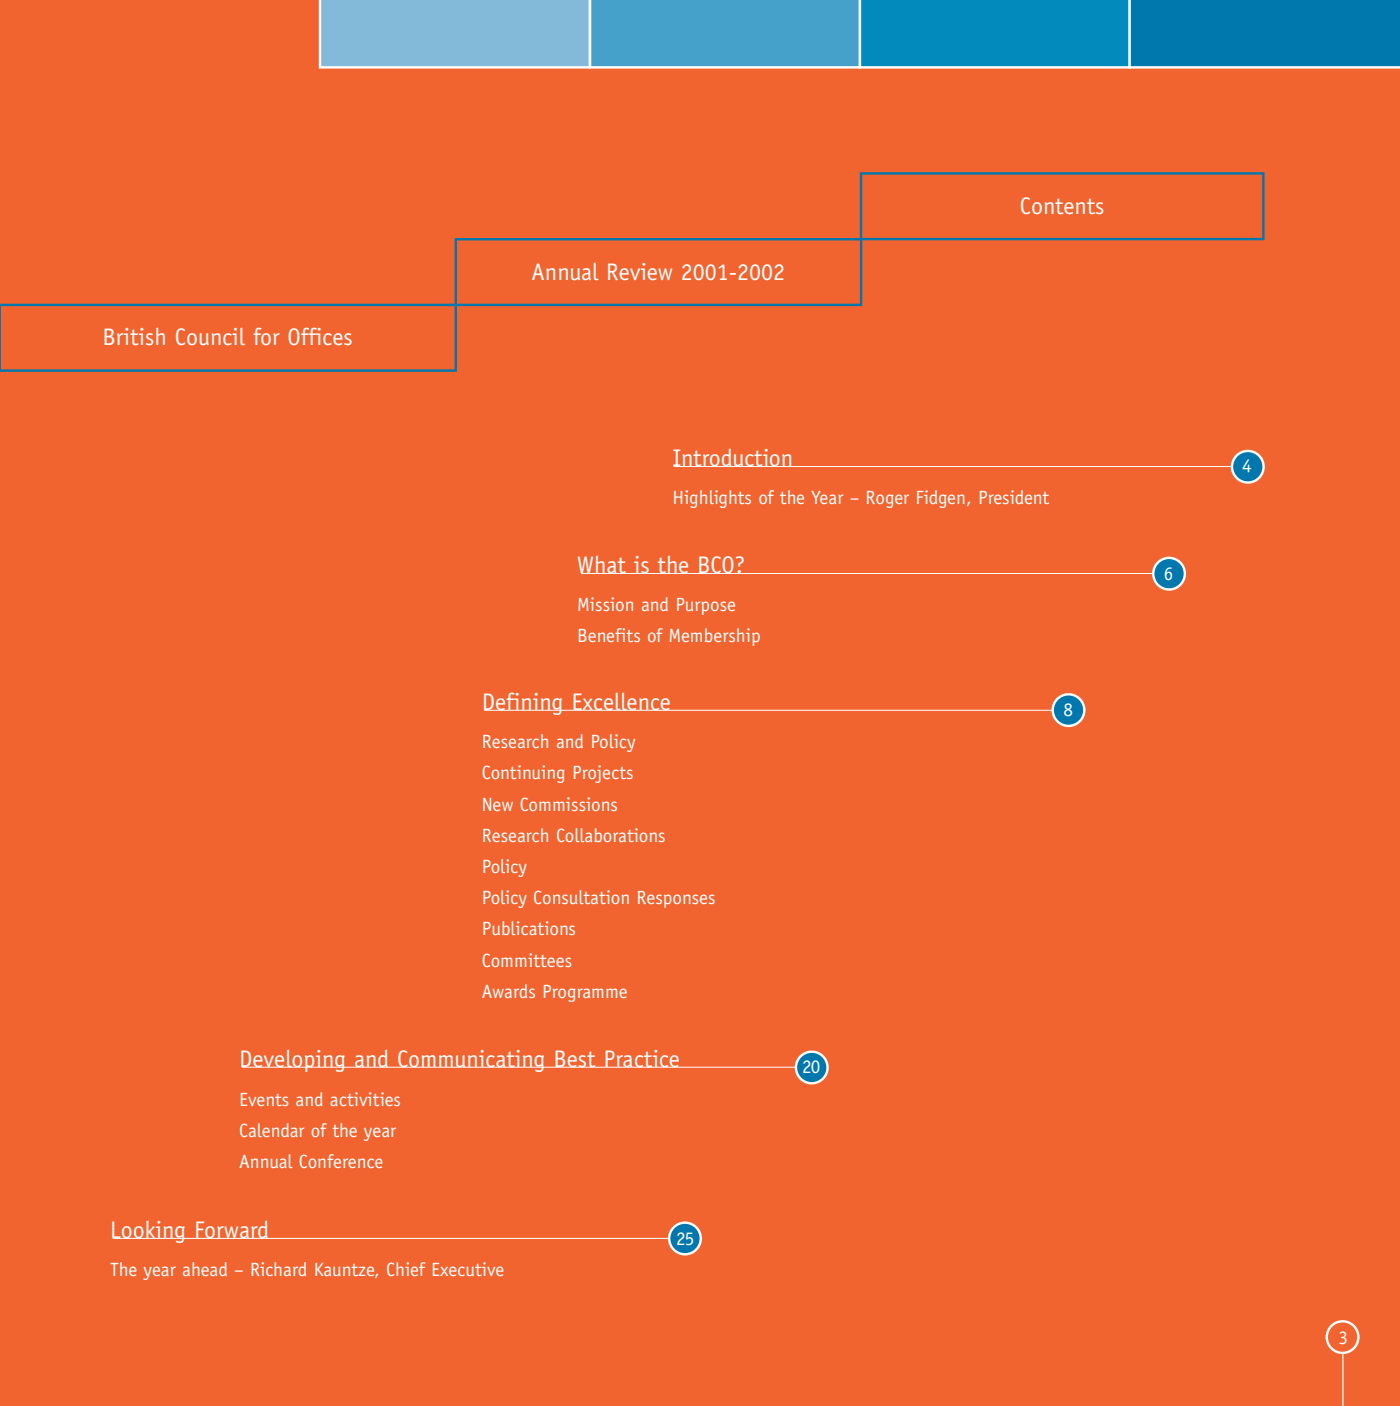 Contents
Annual Review 2001-2002
British Council for Offices
Introduction 4
Highlights of the Year – Roger Fidgen, President
What is the BCO? 6
Mission and Purpose
Benefits of Membership
Defining Excellence 8
Research and Policy
Continuing Projects
New Commissions
Research Collaborations
Policy
Policy Consultation Responses
Publications
Committees
Awards Programme
Developing and Communicating Best Practice 20
Events and activities
Calendar of the year
Annual Conference
Looking Forward 25
The year ahead – Richard Kauntze, Chief Executive
3